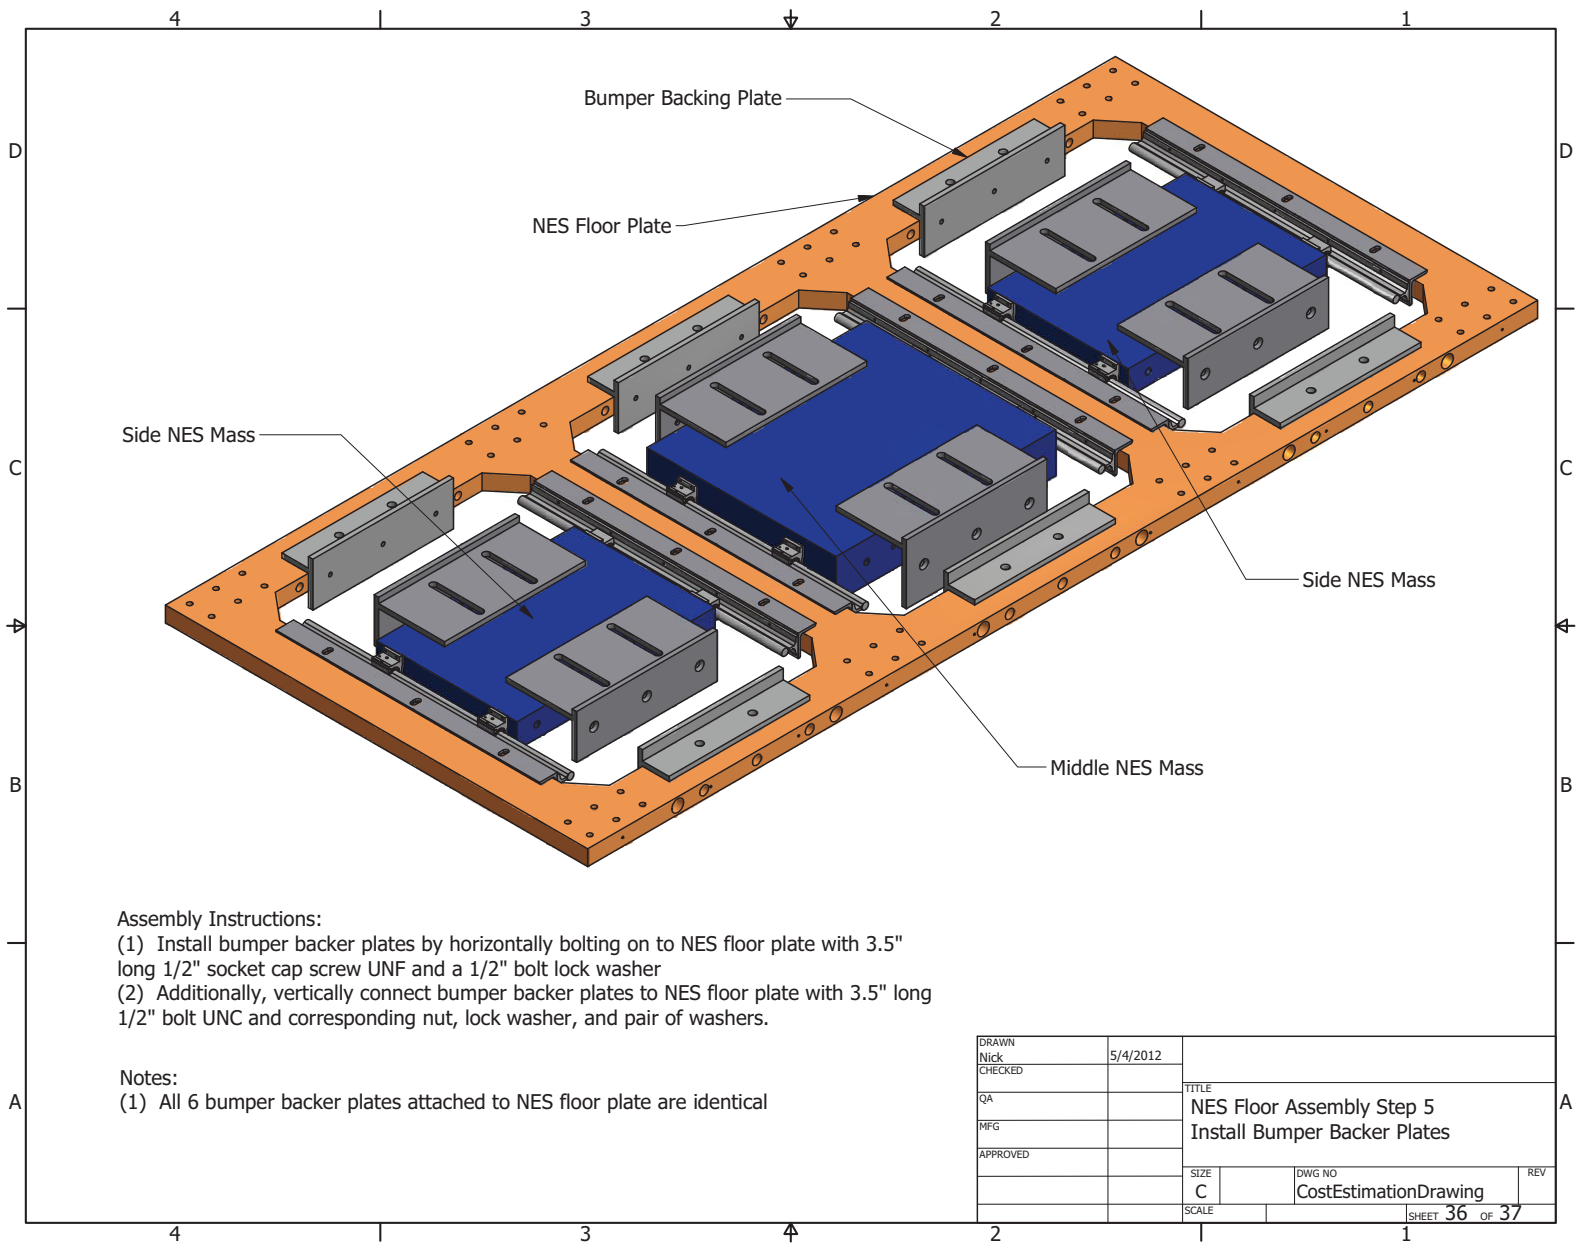 4 3 2 1
D D
C C
B B
A A
Bumper Backing Plate
NES Floor Plate
Side NES Mass
Side NES Mass
Middle NES Mass
Assembly Instructions:
(1) Install bumper backer plates by horizontally bolting on to NES floor plate with 3.5"
long 1/2" socket cap screw UNF and a 1/2" bolt lock washer
(2) Additionally, vertically connect bumper backer plates to NES floor plate with 3.5" long
1/2" bolt UNC and corresponding nut, lock washer, and pair of washers.
Notes:
(1) All 6 bumper backer plates attached to NES floor plate are identical
DRAWN
Nick 5/4/2012
CHECKED
QA
MFG
APPROVED
TITLE
NES Floor Assembly Step 5
Install Bumper Backer Plates
SIZE
C
DWG NO
CostEstimationDrawing
REV
SCALE
SHEET 36 OF 37
4 3 2 1